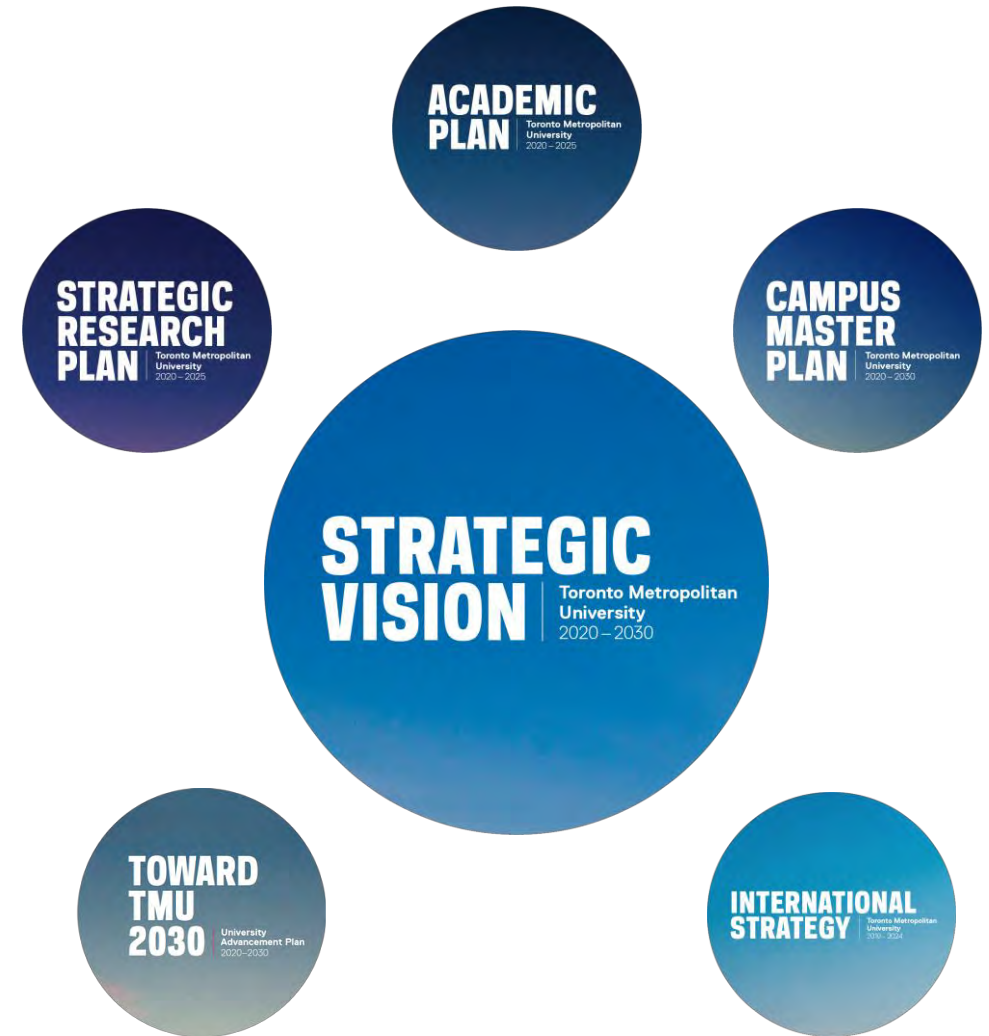 ACADEMIC
PLAN
Toronto Metropolitan
University
2020–2025
STRATEGIC
RESEARCH
PLAN
Toronto Metropolitan
University
2020–2025
CAMPUS
MASTER
PLAN
Toronto Metropolitan
University
2020–2030
STRATEGIC
VISION
Toronto Metropolitan
University
2020–2030
TOWARD
TMU
2030
University
Advancement Plan
2020–2030
INTERNATIONAL
STRATEGY
Toronto Metropolitan
University
2019–2024